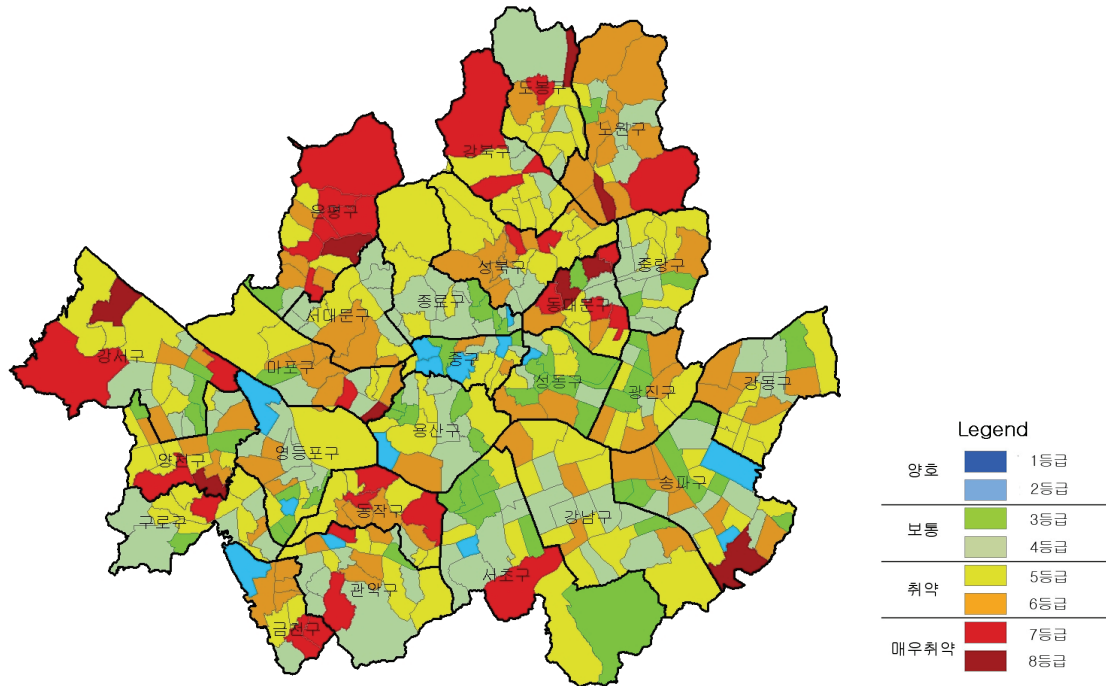 도봉구
노원구
강북구
은평구
성북구
중랑구
종로구
동대문구
서대문구
강서구
마포구
중구
성동구
광진구
강동구
용산구
양천구
영등포구
송파구
동작구
강남구
구로구
서초구
관악구
금천구
Legend
양호
1등급
2등급
보통
3등급
4등급
취약
5등급
6등급
매우취약
7등급
8등급